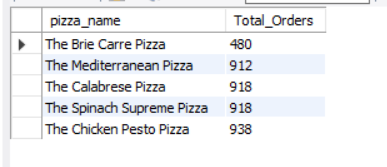 pizza_name Total_Orders
The Brie Carre Pizza 480
The Mediterranean Pizza 912
The Calabrese Pizza 918
The Spinach Supreme Pizza 918
The Chicken Pesto Pizza 938